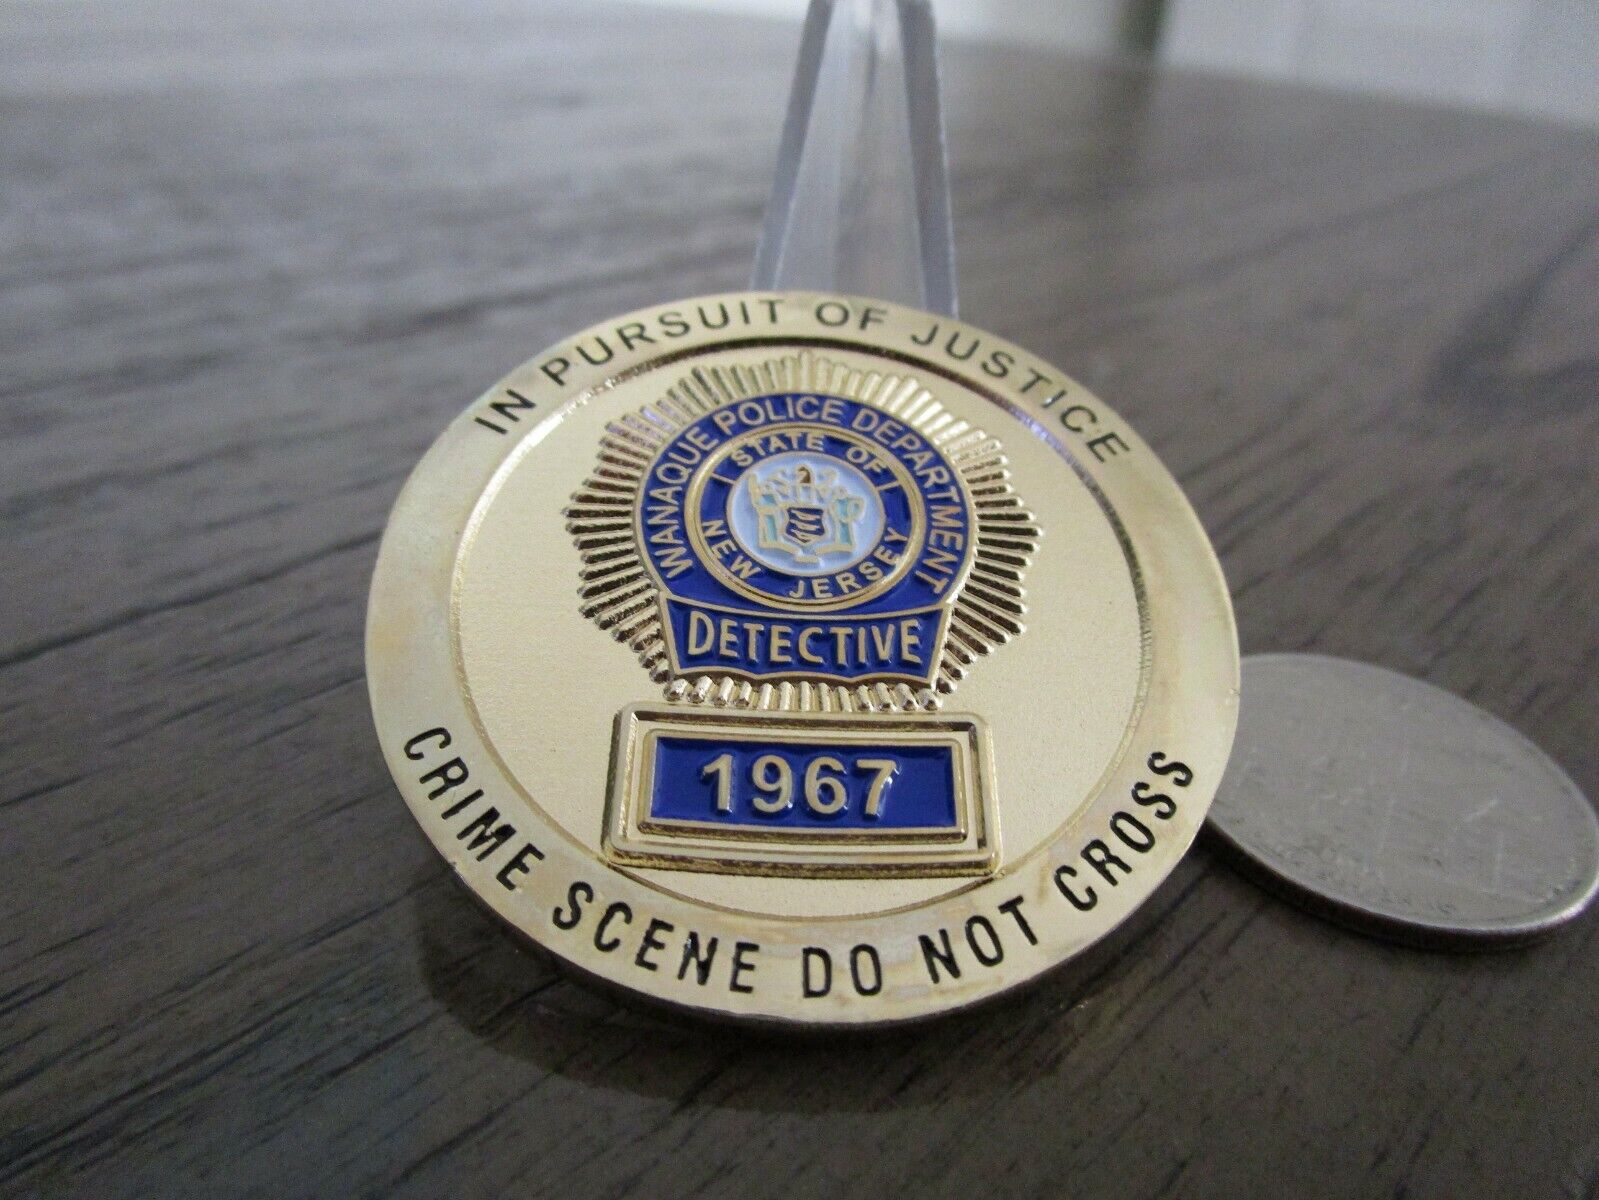 IN PURSUIT OF JUSTICE
WANAQUE POLICE DEPARTMENT
STATE OF
NEW JERSEY
DETECTIVE
1967
CRIME SCENE DO NOT CROSS